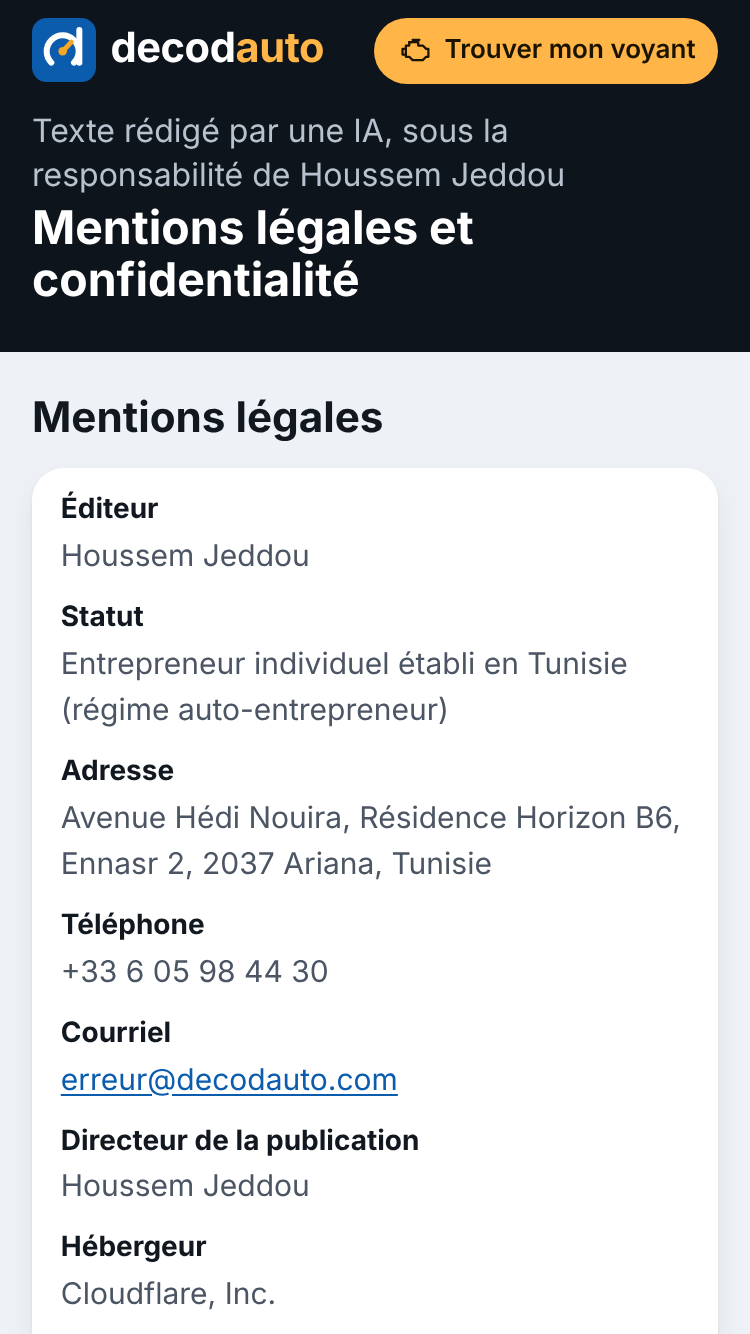 decodauto
Trouver mon voyant
Texte rédigé par une IA, sous la
responsabilité de Houssem Jeddou
Mentions légales et
confidentialité
Mentions légales
Éditeur
Houssem Jeddou
Statut
Entrepreneur individuel établi en Tunisie
(régime auto-entrepreneur)
Adresse
Avenue Hédi Nouira, Résidence Horizon B6,
Ennasr 2, 2037 Ariana, Tunisie
Téléphone
+33 6 05 98 44 30
Courriel
erreur@decodauto.com
Directeur de la publication
Houssem Jeddou
Hébergeur
Cloudflare, Inc.